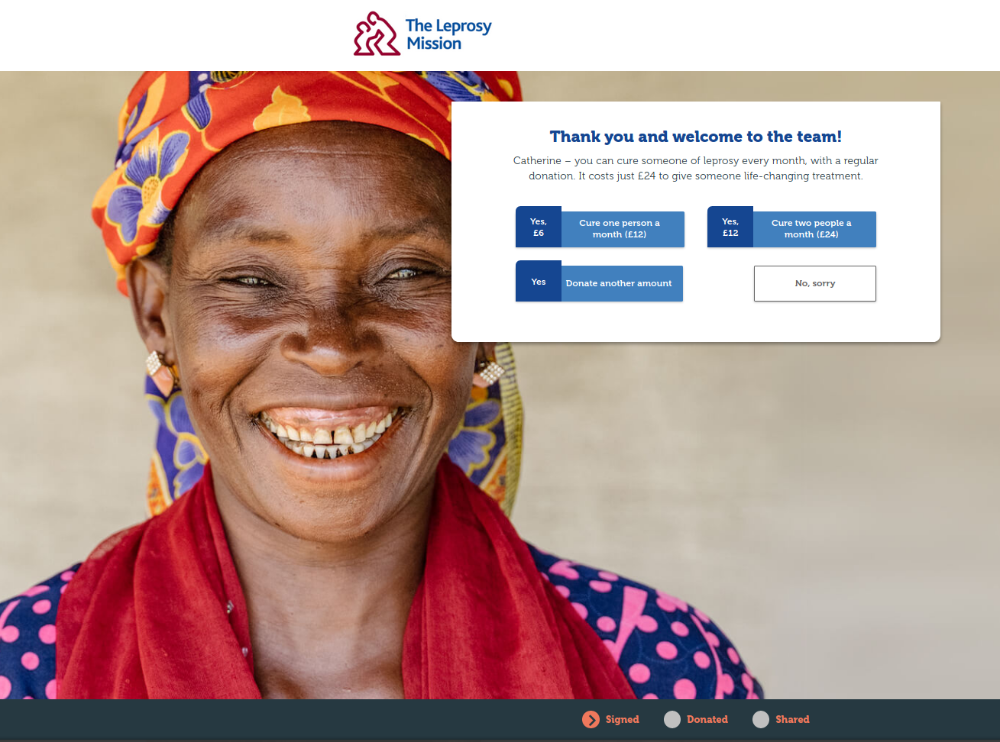 The Leprosy
Mission
Thank you and welcome to the team!
Catherine – you can cure someone of leprosy every month, with a regular
donation. It costs just £24 to give someone life-changing treatment.
Yes,
£6
Cure one person a
month (£12)
Yes,
£12
Cure two people a
month (£24)
Yes
Donate another amount
No, sorry
Signed
Donated
Shared